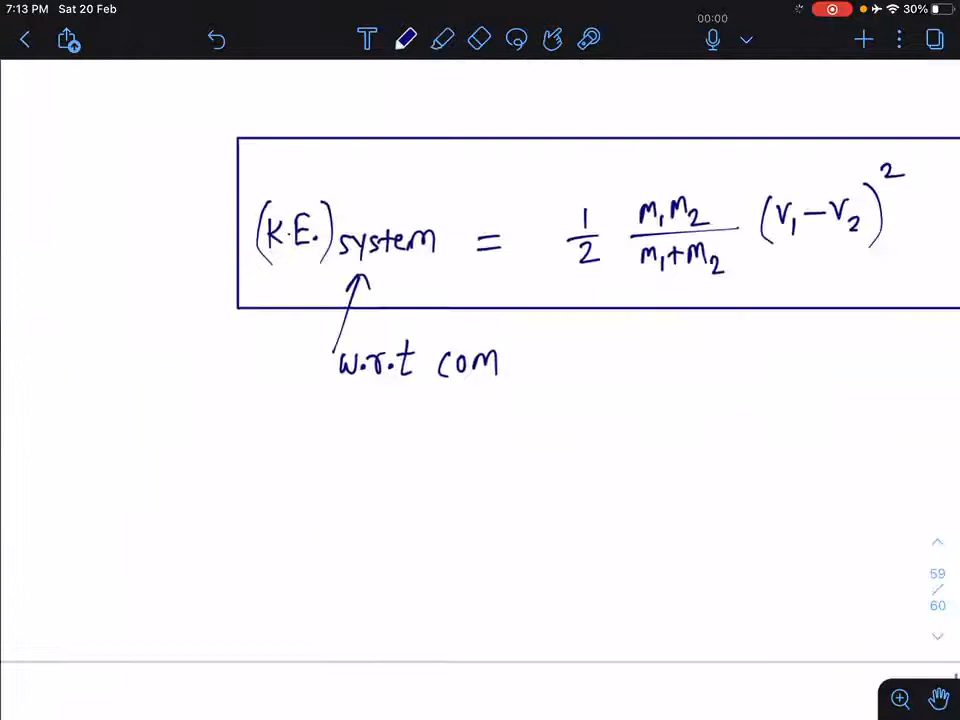 7:13 PM Sat 20 Feb
00:00
30%
(K.E.)system = 1/2 m₁m₂/m₁+m₂ (v₁-v₂)²
w.r.t com
59
/
60